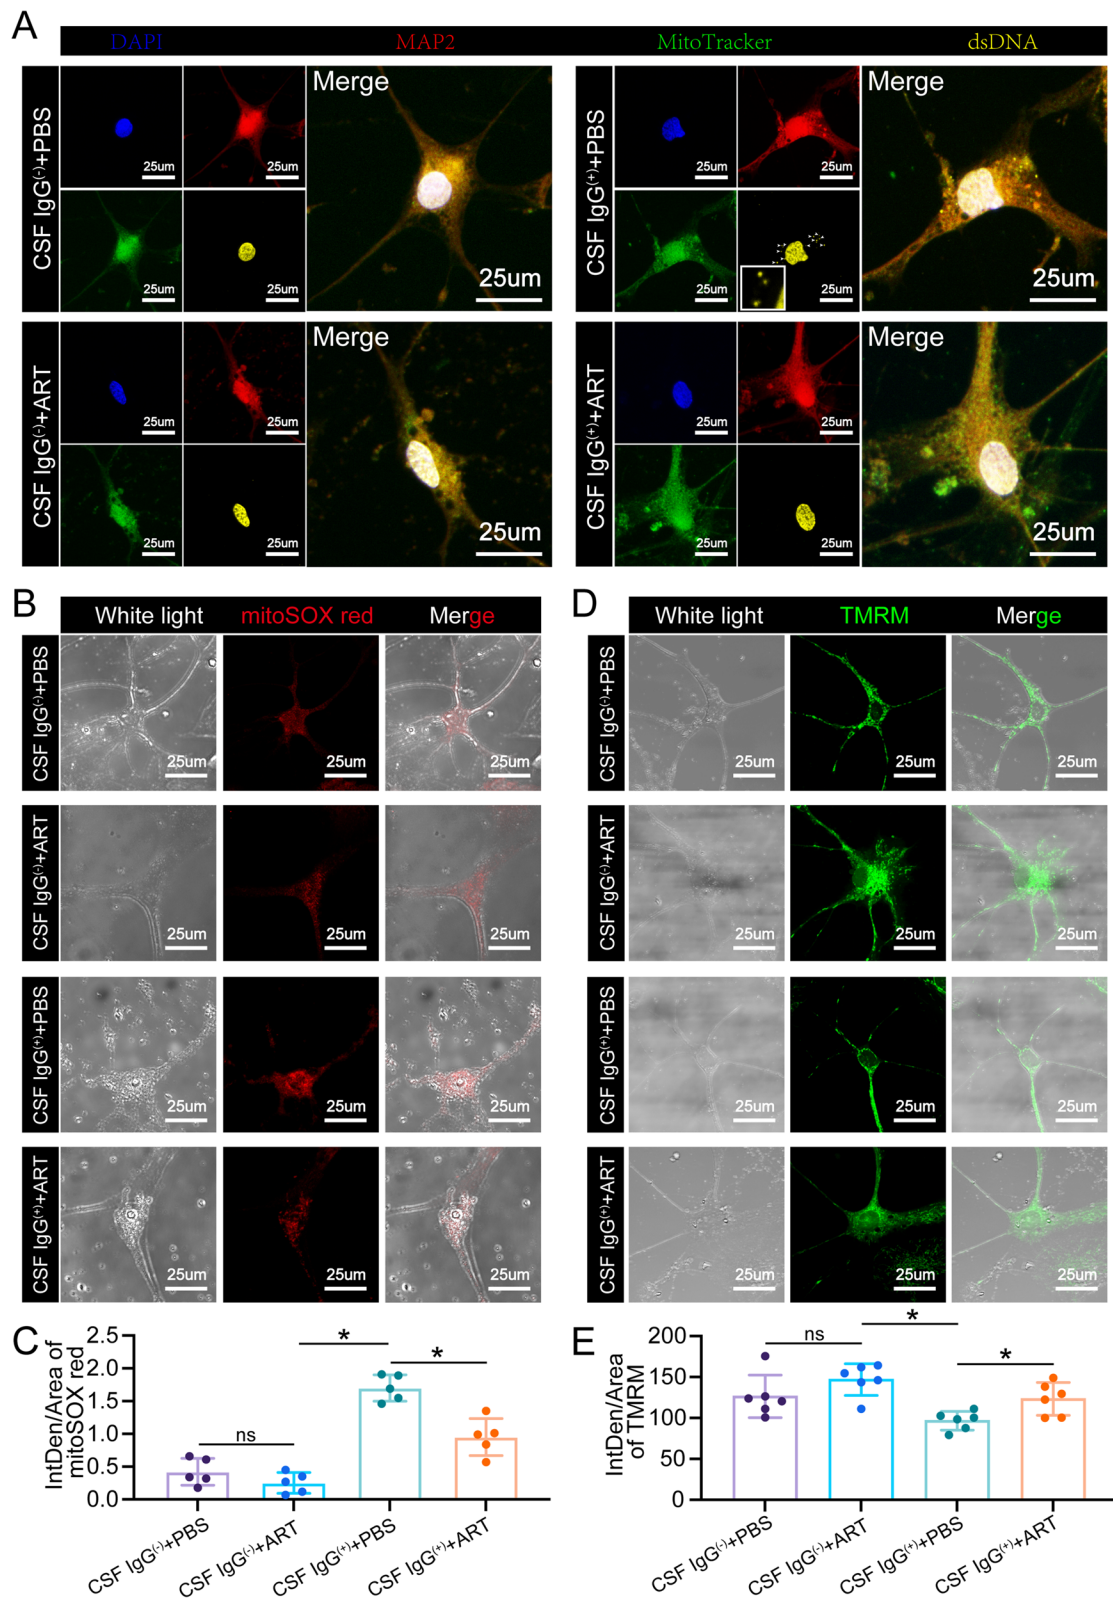 A
DAPI MAP2 MitoTracker dsDNA
CSF IgG(-)+PBS
25um
25um
25um
25um
Merge
25um
CSF IgG(+)+PBS
25um
25um
25um
25um
Merge
25um
CSF IgG(-)+ART
25um
25um
25um
25um
Merge
25um
CSF IgG(+)+ART
25um
25um
25um
25um
Merge
25um
B
White light mitoSOX red Merge
CSF IgG(-)+PBS
25um 25um 25um
CSF IgG(-)+ART
25um 25um 25um
CSF IgG(+)+PBS
25um 25um 25um
CSF IgG(+)+ART
25um 25um 25um
D
White light TMRM Merge
CSF IgG(-)+PBS
25um 25um 25um
CSF IgG(-)+ART
25um 25um 25um
CSF IgG(+)+PBS
25um 25um 25um
CSF IgG(+)+ART
25um 25um 25um
C
IntDen/Area of
mitoSOX red
2.5
2.0
1.5
1.0
0.5
0.0
ns
*
*
CSF IgG(-)+PBS
CSF IgG(-)+ART
CSF IgG(+)+PBS
CSF IgG(+)+ART
E
IntDen/Area
of TMRM
200
150
100
50
0
ns
*
*
CSF IgG(-)+PBS
CSF IgG(-)+ART
CSF IgG(+)+PBS
CSF IgG(+)+ART